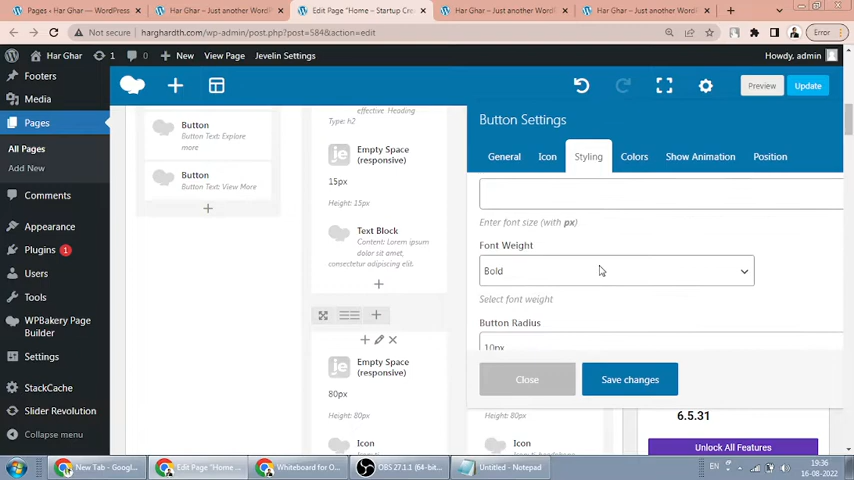 Pages ‹ Har Ghar — WordPress
Har Ghar – Just another WordP
Edit Page "Home – Startup Cre
Har Ghar – Just another WordP
Har Ghar – Just another WordP
Not secure
harghardth.com/wp-admin/post.php?post=584&action=edit
Error
Har Ghar
1
0
New
View Page
Jevelin Settings
Howdy, admin
Footers
Media
Pages
All Pages
Add New
Comments
Appearance
Plugins 1
Users
Tools
WPBakery Page
Builder
Settings
StackCache
Slider Revolution
Collapse menu
Preview
Update
Button
Button Text: Explore
more
Button
Button Text: View More
effective Heading
Type: h2
je
Empty Space
(responsive)
15px
Height: 15px
Text Block
Content: Lorem ipsum
dolor sit amet,
consectetur adipiscing elit.
je
Empty Space
(responsive)
80px
Height: 80px
Icon
Button Settings
General
Icon
Styling
Colors
Show Animation
Position
Enter font size (with px)
Font Weight
Bold
Select font weight
Button Radius
10px
Close
Save changes
80px
Height: 80px
Icon
6.5.31
Unlock All Features
New Tab - Googl...
Edit Page "Home ...
Whiteboard for O...
OBS 27.1.1 (64-bit...
Untitled - Notepad
EN
19:36
16-08-2022